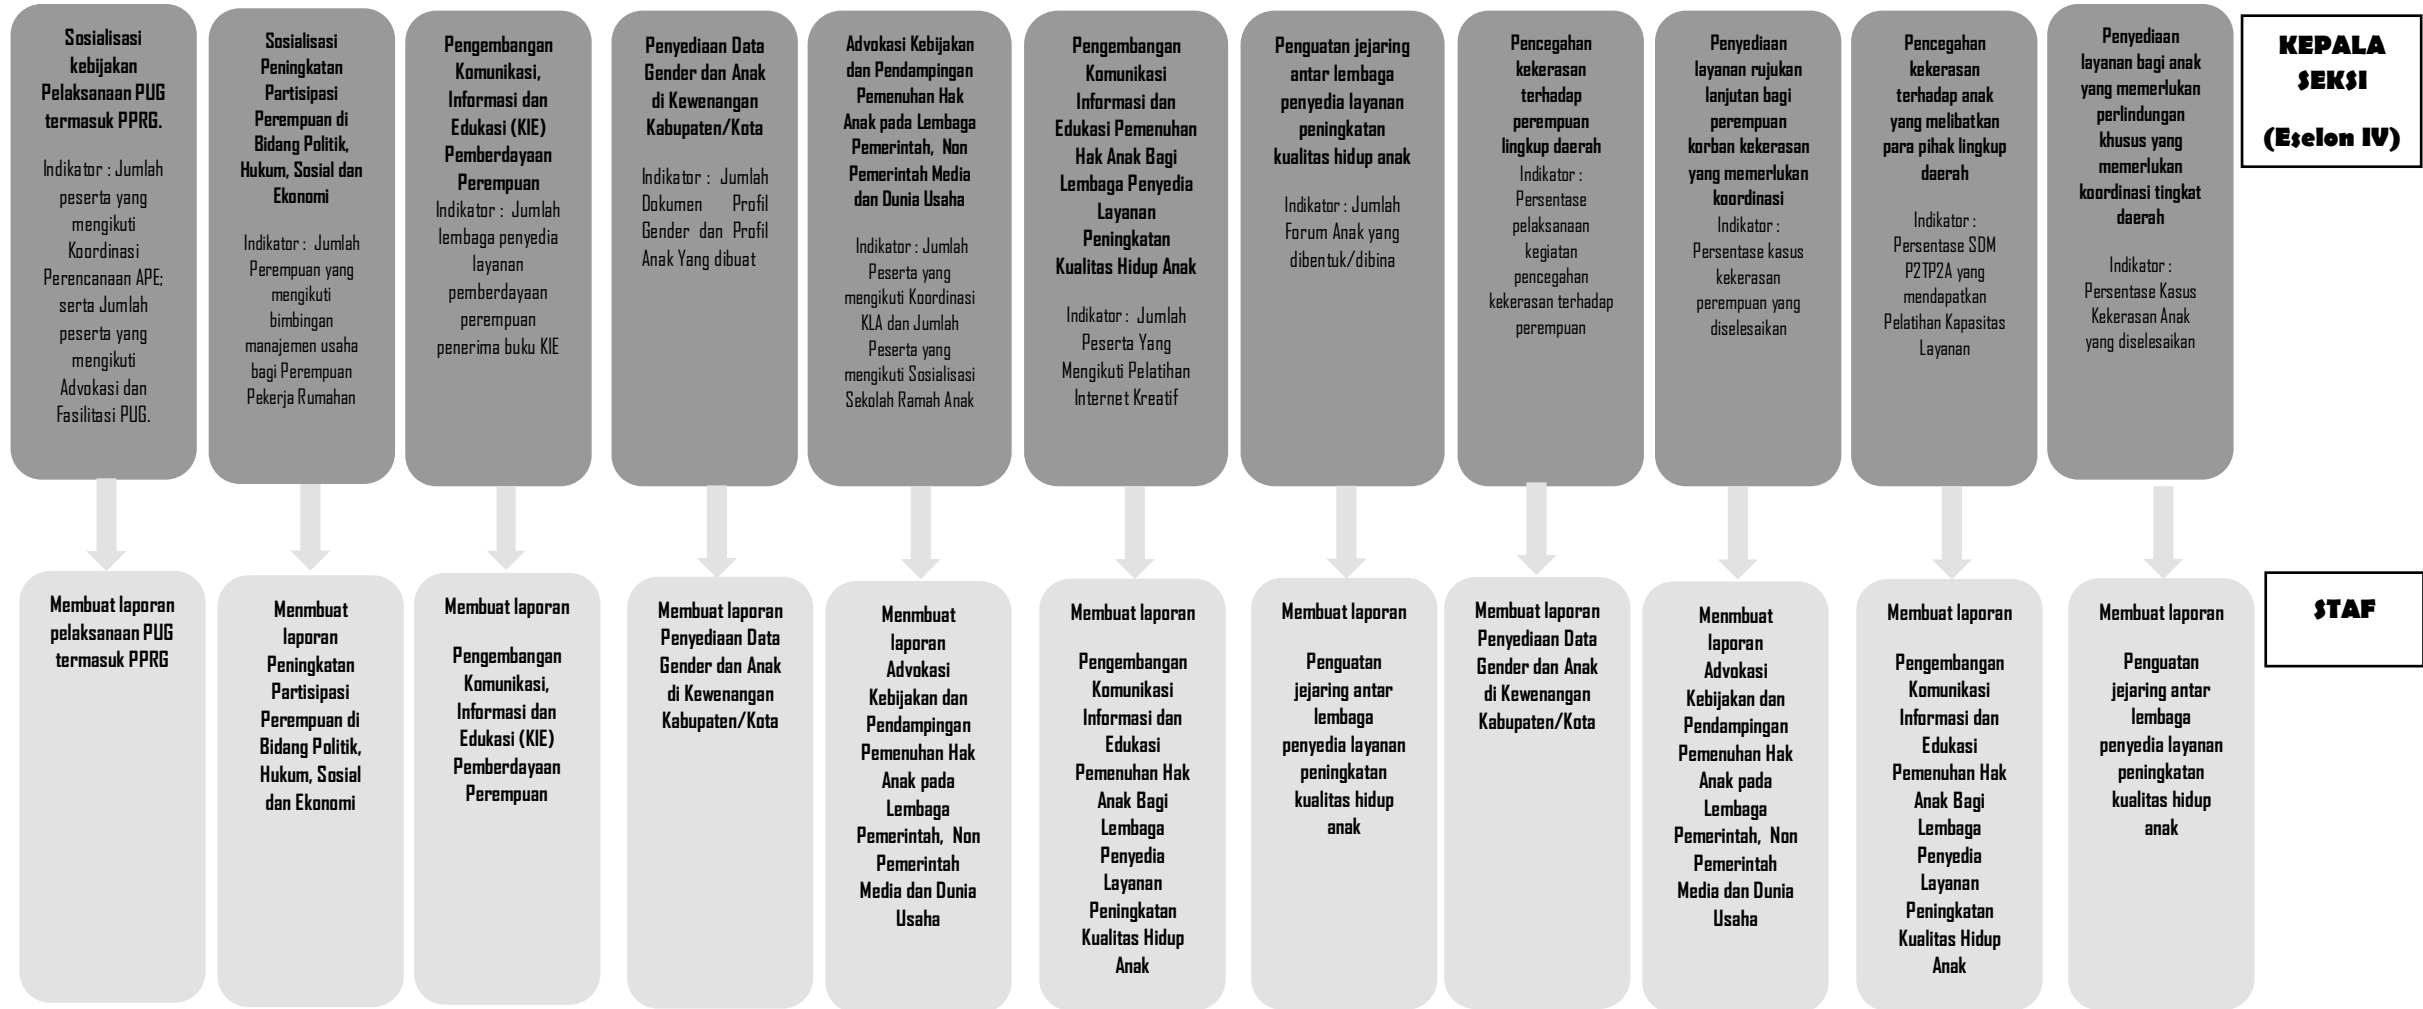 Sosialisasi
kebijakan
Pelaksanaan PUG
termasuk PPRG.
Indikator : Jumlah
peserta yang
mengikuti
Koordinasi
Perencanaan APE;
serta Jumlah
peserta yang
mengikuti
Advokasi dan
Fasilitasi PUG.
Sosialisasi
Peningkatan
Partisipasi
Perempuan di
Bidang Politik,
Hukum, Sosial dan
Ekonomi
Indikator : Jumlah
Perempuan yang
mengikuti
bimbingan
manajemen usaha
bagi Perempuan
Pekerja Rumahan
Pengembangan
Komunikasi,
Informasi dan
Edukasi (KIE)
Pemberdayaan
Perempuan
Indikator : Jumlah
lembaga penyedia
layanan
pemberdayaan
perempuan
penerima buku KIE
Penyediaan Data
Gender dan Anak
di Kewenangan
Kabupaten/Kota
Indikator : Jumlah
Dokumen Profil
Gender dan Profil
Anak Yang dibuat
Advokasi Kebijakan
dan Pendampingan
Pemenuhan Hak
Anak pada Lembaga
Pemerintah, Non
Pemerintah Media
dan Dunia Usaha
Indikator : Jumlah
Peserta yang
mengikuti Koordinasi
KLA dan Jumlah
Peserta yang
mengikuti Sosialisasi
Sekolah Ramah Anak
Pengembangan
Komunikasi
Informasi dan
Edukasi Pemenuhan
Hak Anak Bagi
Lembaga Penyedia
Layanan
Peningkatan
Kualitas Hidup Anak
Indikator : Jumlah
Peserta Yang
Mengikuti Pelatihan
Internet Kreatif
Penguatan jejaring
antar lembaga
penyedia layanan
peningkatan
kualitas hidup anak
Indikator : Jumlah
Forum Anak yang
dibentuk/dibina
Pencegahan
kekerasan
terhadap
perempuan
lingkup daerah
Indikator :
Persentase
pelaksanaan
kegiatan
pencegahan
kekerasan terhadap
perempuan
Penyediaan
layanan rujukan
lanjutan bagi
perempuan
korban kekerasan
yang memerlukan
koordinasi
Indikator :
Persentase kasus
kekerasan
perempuan yang
diselesaikan
Pencegahan
kekerasan
terhadap anak
yang melibatkan
para pihak lingkup
daerah
Indikator :
Persentase SDM
P2TP2A yang
mendapatkan
Pelatihan Kapasitas
Layanan
Penyediaan
layanan bagi anak
yang memerlukan
perlindungan
khusus yang
memerlukan
koordinasi tingkat
daerah
Indikator :
Persentase Kasus
Kekerasan Anak
yang diselesaikan
KEPALA
SEKSI
(Eselon IV)
Membuat laporan
pelaksanaan PUG
termasuk PPRG
Menmbuat
laporan
Peningkatan
Partisipasi
Perempuan di
Bidang Politik,
Hukum, Sosial
dan Ekonomi
Membuat laporan
Pengembangan
Komunikasi,
Informasi dan
Edukasi (KIE)
Pemberdayaan
Perempuan
Membuat laporan
Penyediaan Data
Gender dan Anak
di Kewenangan
Kabupaten/Kota
Menmbuat
laporan
Advokasi
Kebijakan dan
Pendampingan
Pemenuhan Hak
Anak pada
Lembaga
Pemerintah, Non
Pemerintah
Media dan Dunia
Usaha
Membuat laporan
Pengembangan
Komunikasi
Informasi dan
Edukasi
Pemenuhan Hak
Anak Bagi
Lembaga
Penyedia
Layanan
Peningkatan
Kualitas Hidup
Anak
Membuat laporan
Penguatan
jejaring antar
lembaga
penyedia layanan
peningkatan
kualitas hidup
anak
Membuat laporan
Penyediaan Data
Gender dan Anak
di Kewenangan
Kabupaten/Kota
Menmbuat
laporan
Advokasi
Kebijakan dan
Pendampingan
Pemenuhan Hak
Anak pada
Lembaga
Pemerintah, Non
Pemerintah
Media dan Dunia
Usaha
Membuat laporan
Pengembangan
Komunikasi
Informasi dan
Edukasi
Pemenuhan Hak
Anak Bagi
Lembaga
Penyedia
Layanan
Peningkatan
Kualitas Hidup
Anak
Membuat laporan
Penguatan
jejaring antar
lembaga
penyedia layanan
peningkatan
kualitas hidup
anak
STAF